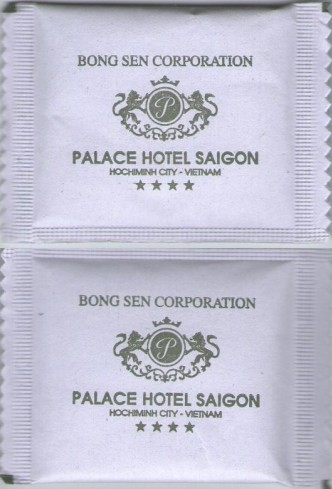 BONG SEN CORPORATION
P
PALACE HOTEL SAIGON
HOCHIMINH CITY - VIETNAM
★★★★
BONG SEN CORPORATION
P
PALACE HOTEL SAIGON
HOCHIMINH CITY - VIETNAM
★★★★